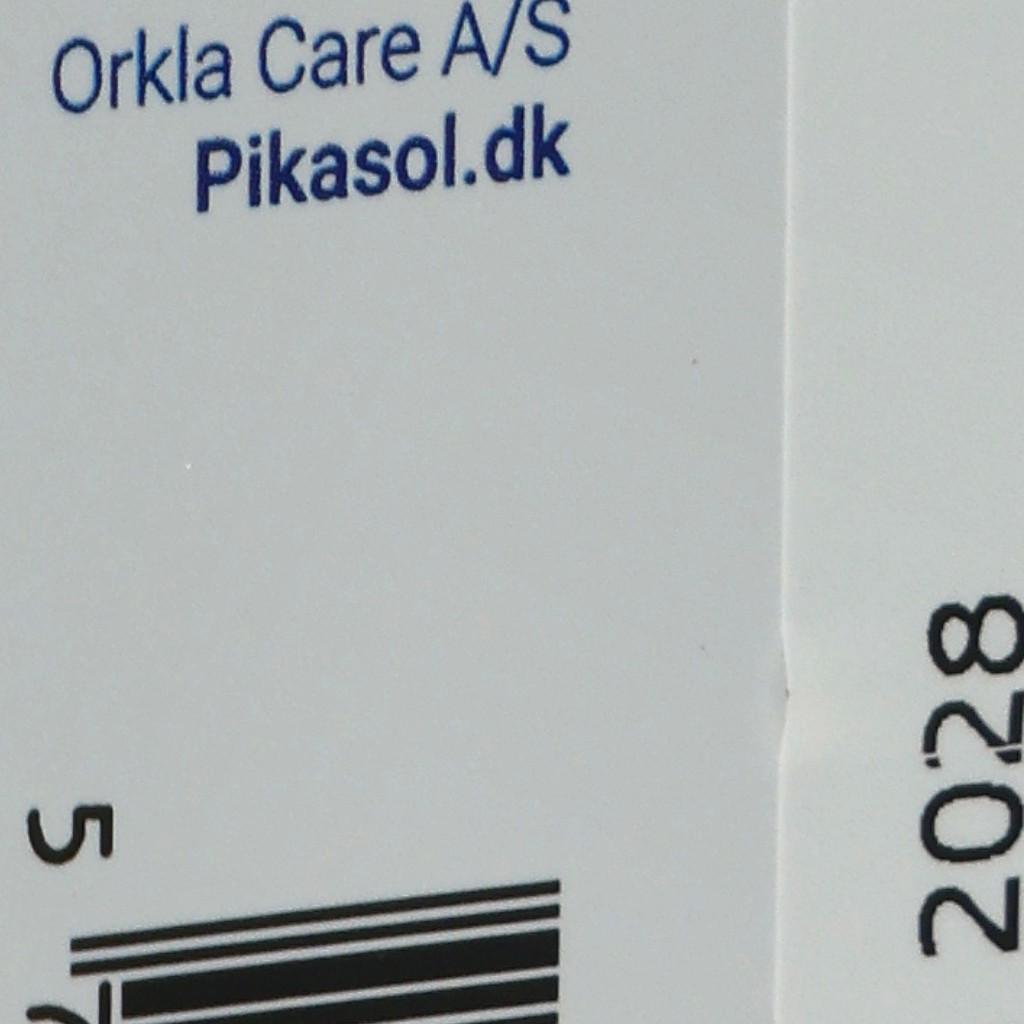 Orkla Care A/S
Pikasol.dk
2028
5